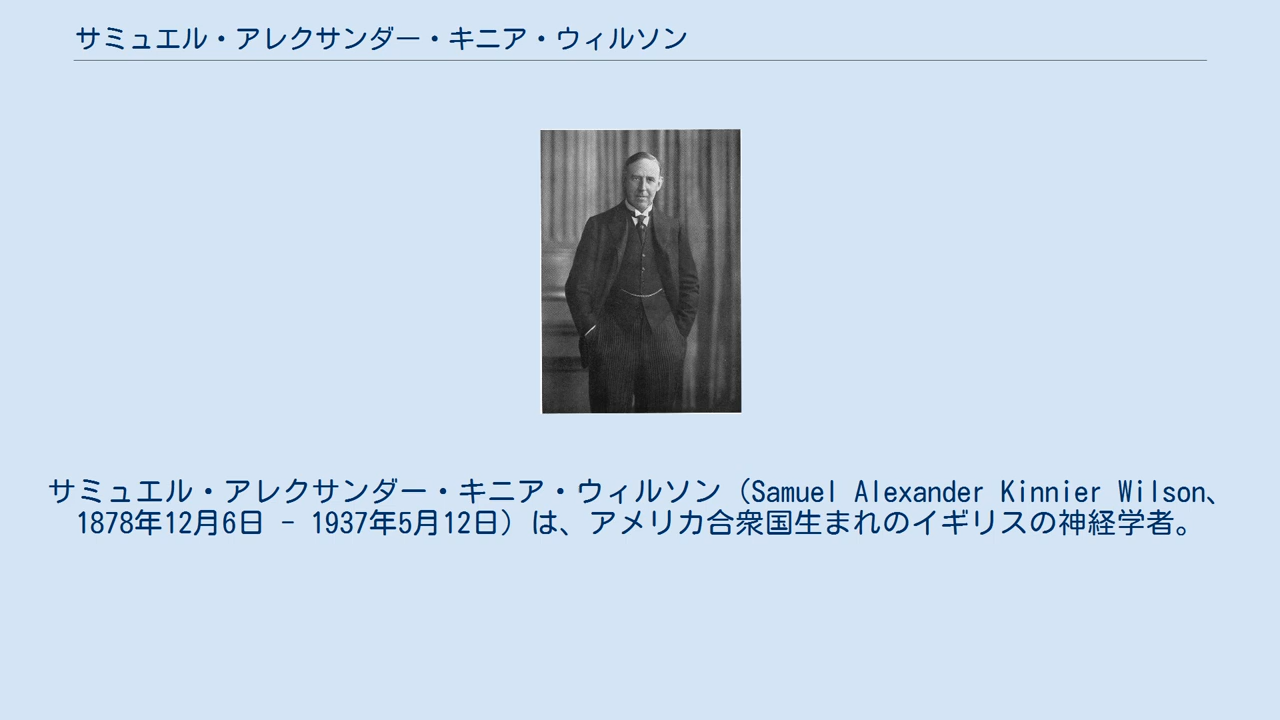 サミュエル・アレクサンダー・キニア・ウィルソン
サミュエル・アレクサンダー・キニア・ウィルソン（Samuel Alexander Kinnier Wilson、
1878年12月6日 - 1937年5月12日）は、アメリカ合衆国生まれのイギリスの神経学者。